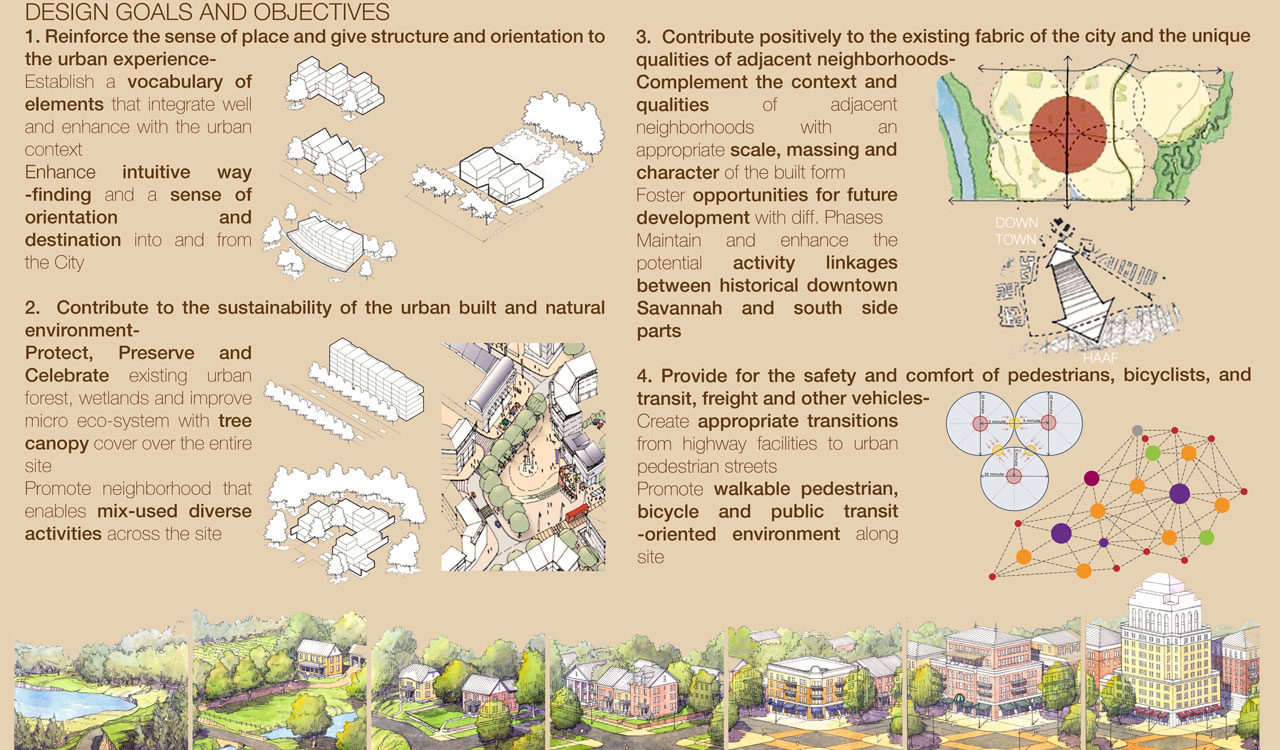 DESIGN GOALS AND OBJECTIVES
1. Reinforce the sense of place and give structure and orientation to
the urban experience-
Establish a vocabulary of
elements that integrate well
and enhance with the urban
context
Enhance intuitive way
-finding and a sense of
orientation and
destination into and from
the City
2. Contribute to the sustainability of the urban built and natural
environment-
Protect, Preserve and
Celebrate existing urban
forest, wetlands and improve
micro eco-system with tree
canopy cover over the entire
site
Promote neighborhood that
enables mix-used diverse
activities across the site
3. Contribute positively to the existing fabric of the city and the unique
qualities of adjacent neighborhoods-
Complement the context and
qualities of adjacent
neighborhoods with an
appropriate scale, massing and
character of the built form
Foster opportunities for future
development with diff. Phases
Maintain and enhance the
potential activity linkages
between historical downtown
Savannah and south side
parts
DOWN
TOWN
HAAF
4. Provide for the safety and comfort of pedestrians, bicyclists, and
transit, freight and other vehicles-
Create appropriate transitions
from highway facilities to urban
pedestrian streets
Promote walkable pedestrian,
bicycle and public transit
-oriented environment along
site
5 minute
5 minute
10 minute